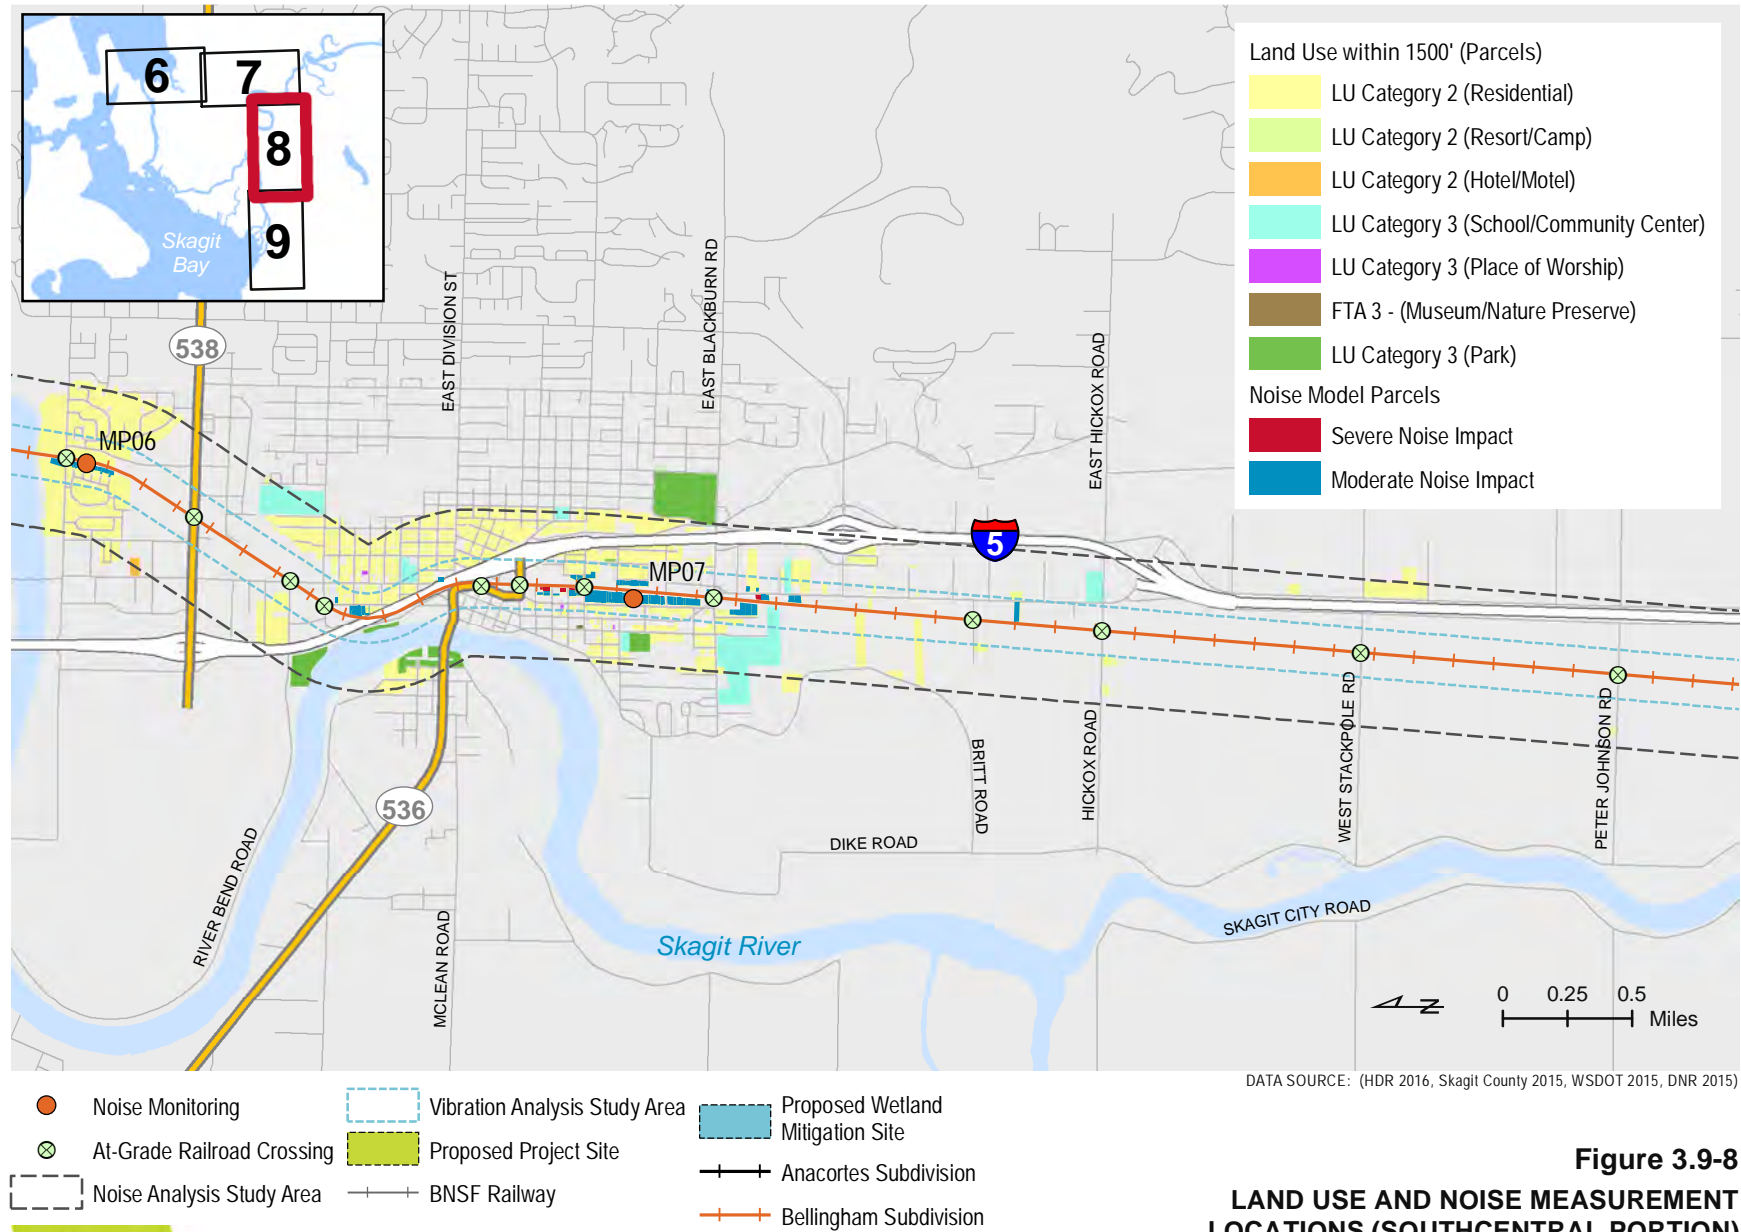 6
7
8
9
Skagit
Bay
Land Use within 1500' (Parcels)
LU Category 2 (Residential)
LU Category 2 (Resort/Camp)
LU Category 2 (Hotel/Motel)
LU Category 3 (School/Community Center)
LU Category 3 (Place of Worship)
FTA 3 - (Museum/Nature Preserve)
LU Category 3 (Park)
Noise Model Parcels
Severe Noise Impact
Moderate Noise Impact
538
EAST DIVISION ST
EAST BLACKBURN RD
EAST HICKOX ROAD
MP06
5
MP07
BRITT ROAD
HICKOX ROAD
WEST STACKPOLE RD
PETER JOHNSON RD
536
DIKE ROAD
RIVER BEND ROAD
MCLEAN ROAD
SKAGIT CITY ROAD
Skagit River
N
0 0.25 0.5
Miles
DATA SOURCE: (HDR 2016, Skagit County 2015, WSDOT 2015, DNR 2015)
Noise Monitoring
At-Grade Railroad Crossing
Noise Analysis Study Area
Vibration Analysis Study Area
Proposed Project Site
BNSF Railway
Proposed Wetland
Mitigation Site
Anacortes Subdivision
Bellingham Subdivision
Figure 3.9-8
LAND USE AND NOISE MEASUREMENT
LOCATIONS (SOUTHCENTRAL PORTION)